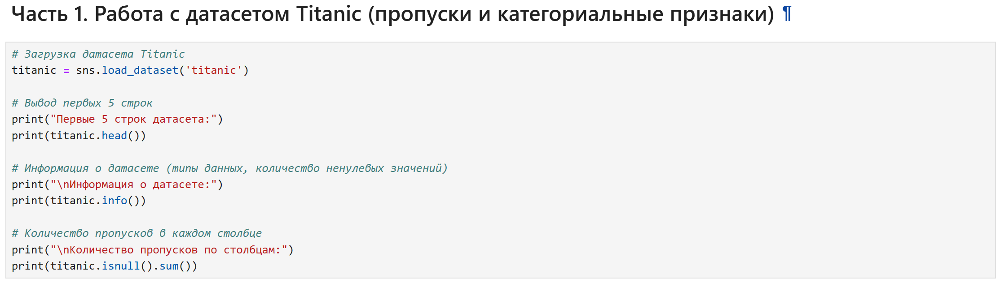 Часть 1. Работа с датасетом Titanic (пропуски и категориальные признаки) ¶
# Загрузка датасета Titanic
titanic = sns.load_dataset('titanic')
# Вывод первых 5 строк
print("Первые 5 строк датасета:")
print(titanic.head())
# Информация о датасете (типы данных, количество ненулевых значений)
print("\nИнформация о датасете:")
print(titanic.info())
# Количество пропусков в каждом столбце
print("\nКоличество пропусков по столбцам:")
print(titanic.isnull().sum())